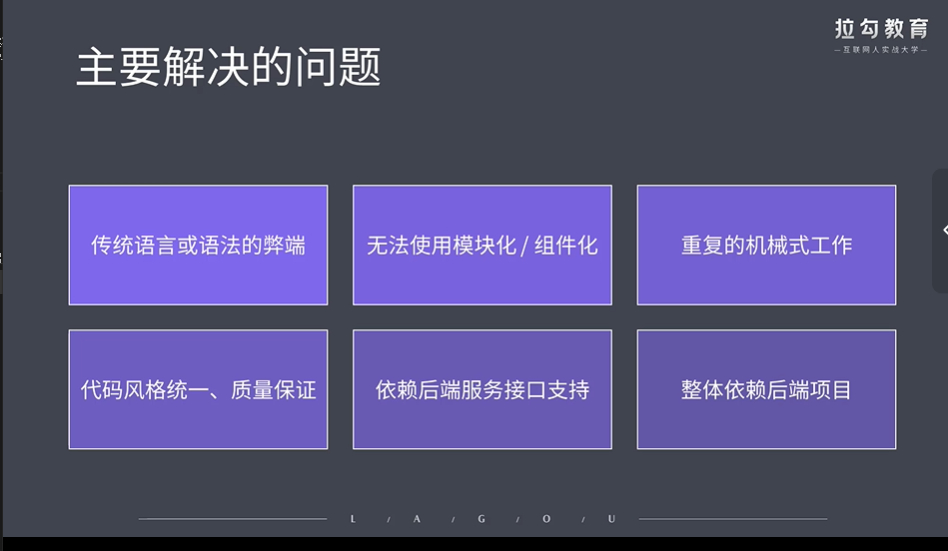 拉勾教育
互联网人实战大学
主要解决的问题
传统语言或语法的弊端
无法使用模块化 / 组件化
重复的机械式工作
代码风格统一、质量保证
依赖后端服务接口支持
整体依赖后端项目
L / A / G / O / U